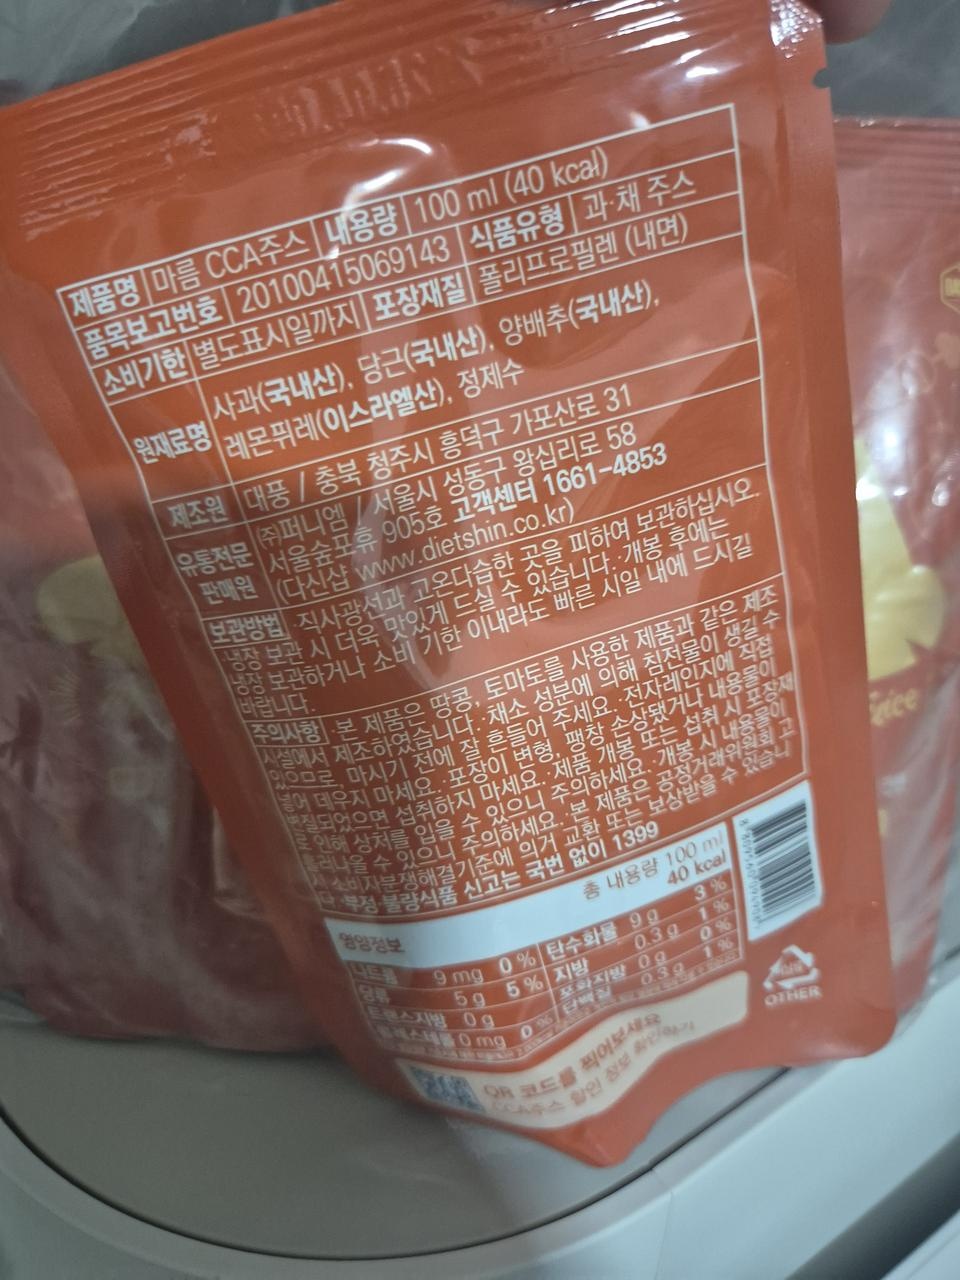 제품명 마름 CCA주스 내용량 100 ml (40 kcal)
품목보고번호 20100415069143 식품유형 과·채 주스
소비기한 별도표시일까지 포장재질 폴리프로필렌 (내면)
원재료명 사과(국내산), 당근(국내산), 양배추(국내산),
레몬퓌레(이스라엘산), 정제수
제조원 대풍 / 충북 청주시 흥덕구 가포산로 31
유통전문판매원 (주)퍼니엠 서울시 성동구 왕십리로 58
서울숲포휴 905호 고객센터 1661-4853
(다신샵 www.dietshin.co.kr)
보관방법 직사광선과 고온다습한 곳을 피하여 보관하십시오.
냉장 보관 시 더욱 맛있게 드실 수 있습니다. ·개봉 후에는
냉장 보관하거나 소비 기한 이내라도 빠른 시일 내에 드시길
바랍니다.
주의사항 본 제품은 땅콩, 토마토를 사용한 제품과 같은 제조
시설에서 제조하였습니다. ·채소 성분에 의해 침전물이 생길 수
있으므로 마시기 전에 잘 흔들어 주세요. ·전자레인지에 직접
넣어 데우지 마세요. ·포장이 변형, 팽창 손상됐거나 내용물이
변질되었으면 섭취하지 마세요. ·제품 개봉 또는 섭취 시 포장재
로 인해 상처를 입을 수 있으니 주의하세요. ·개봉 시 내용물이
흘러나올 수 있으니 주의하세요. ·본 제품은 공정거래위원회 고
시 소비자분쟁해결기준에 의거 교환 또는 보상받을 수 있습니
다. ·부정·불량식품 신고는 국번 없이 1399
영양정보 총 내용량 100 ml
40 kcal
나트륨 9 mg 0 % 탄수화물 9 g 3 %
당류 5 g 5 % 지방 0.3 g 1 %
트랜스지방 0 g 포화지방 0 g 0 %
콜레스테롤 0 mg 0 % 단백질 0.3 g 1 %
QR 코드를 찍어보세요
CCA주스 할인 정보 확인하기
OTHER